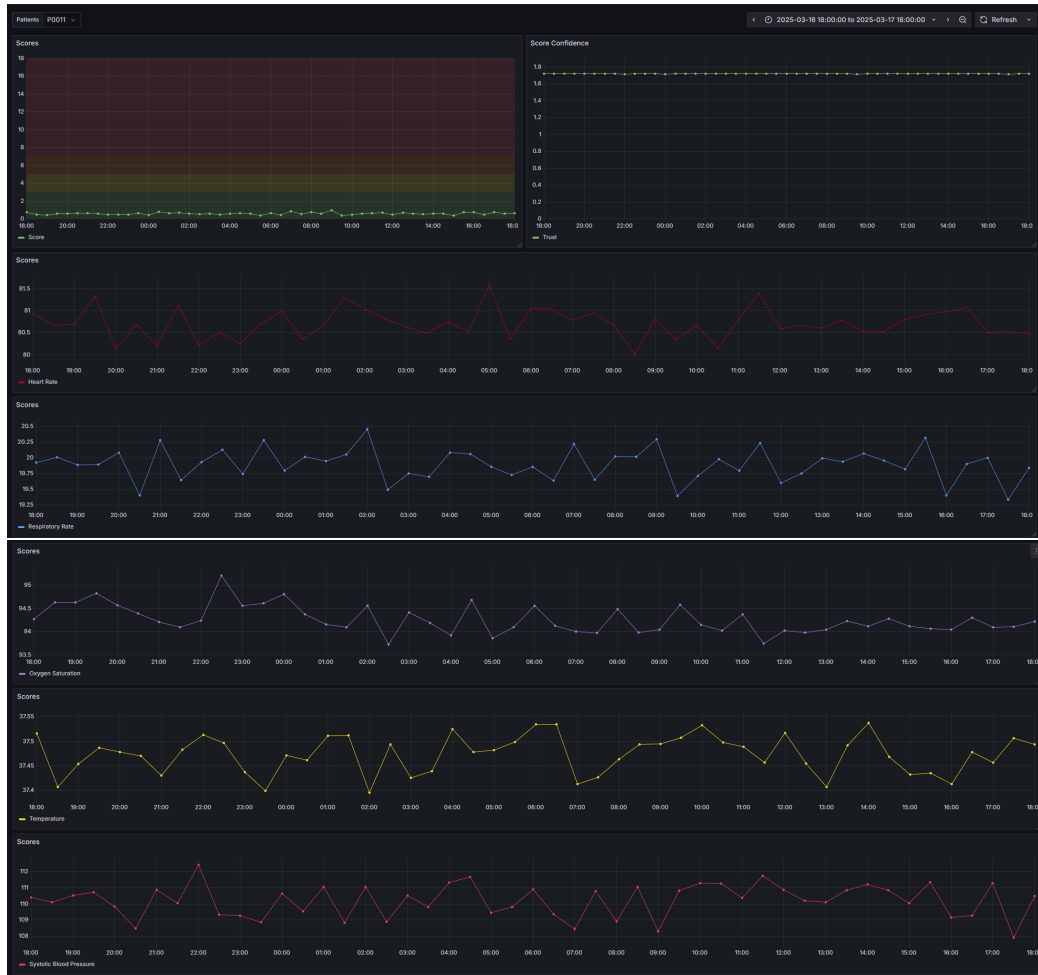 Patients P0011
2025-03-16 18:00:00 to 2025-03-17 18:00:00 Refresh
Scores
18
16
14
12
10
8
6
4
2
0
18:00 20:00 22:00 00:00 02:00 04:00 06:00 08:00 10:00 12:00 14:00 16:00 18:0
Score
Score Confidence
1.8
1.6
1.4
1.2
1
0.8
0.6
0.4
0.2
0
18:00 20:00 22:00 00:00 02:00 04:00 06:00 08:00 10:00 12:00 14:00 16:00 18:0
Trust
Scores
81.5
81
80.5
80
18:00 19:00 20:00 21:00 22:00 23:00 00:00 01:00 02:00 03:00 04:00 05:00 06:00 07:00 08:00 09:00 10:00 11:00 12:00 13:00 14:00 15:00 16:00 17:00 18:0
Heart Rate
Scores
20.5
20.25
20
19.75
19.5
19.25
18:00 19:00 20:00 21:00 22:00 23:00 00:00 01:00 02:00 03:00 04:00 05:00 06:00 07:00 08:00 09:00 10:00 11:00 12:00 13:00 14:00 15:00 16:00 17:00 18:0
Respiratory Rate
Scores
95
94.5
94
93.5
18:00 19:00 20:00 21:00 22:00 23:00 00:00 01:00 02:00 03:00 04:00 05:00 06:00 07:00 08:00 09:00 10:00 11:00 12:00 13:00 14:00 15:00 16:00 17:00 18:0
Oxygen Saturation
Scores
37.55
37.5
37.45
37.4
18:00 19:00 20:00 21:00 22:00 23:00 00:00 01:00 02:00 03:00 04:00 05:00 06:00 07:00 08:00 09:00 10:00 11:00 12:00 13:00 14:00 15:00 16:00 17:00 18:0
Temperature
Scores
112
111
110
109
108
18:00 19:00 20:00 21:00 22:00 23:00 00:00 01:00 02:00 03:00 04:00 05:00 06:00 07:00 08:00 09:00 10:00 11:00 12:00 13:00 14:00 15:00 16:00 17:00 18:0
Systolic Blood Pressure